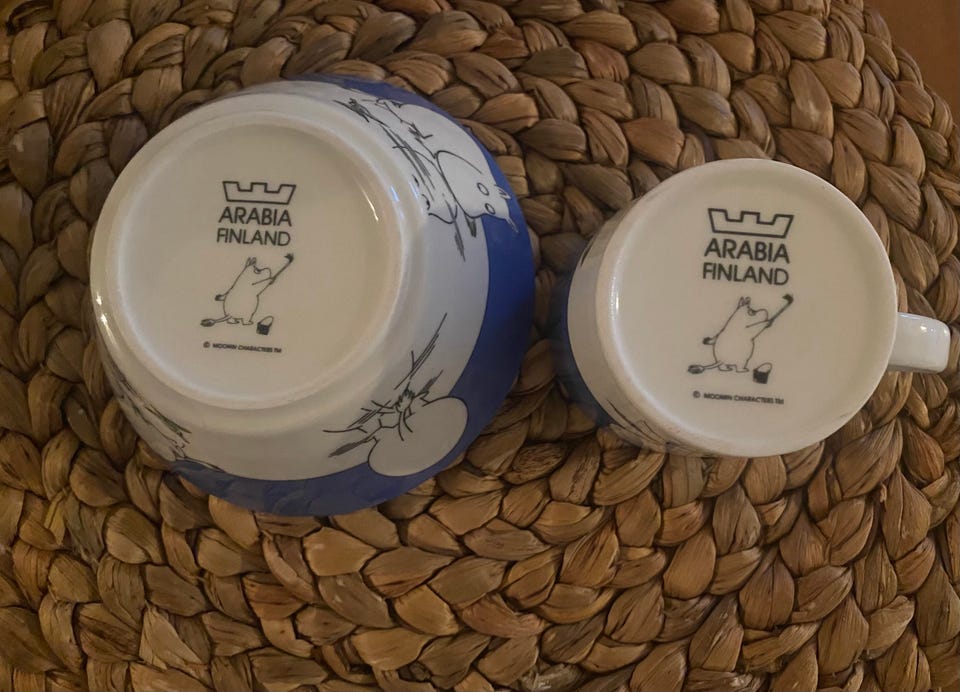 ARABIA
FINLAND
© MOOMIN CHARACTERS TM
ARABIA
FINLAND
© MOOMIN CHARACTERS TM